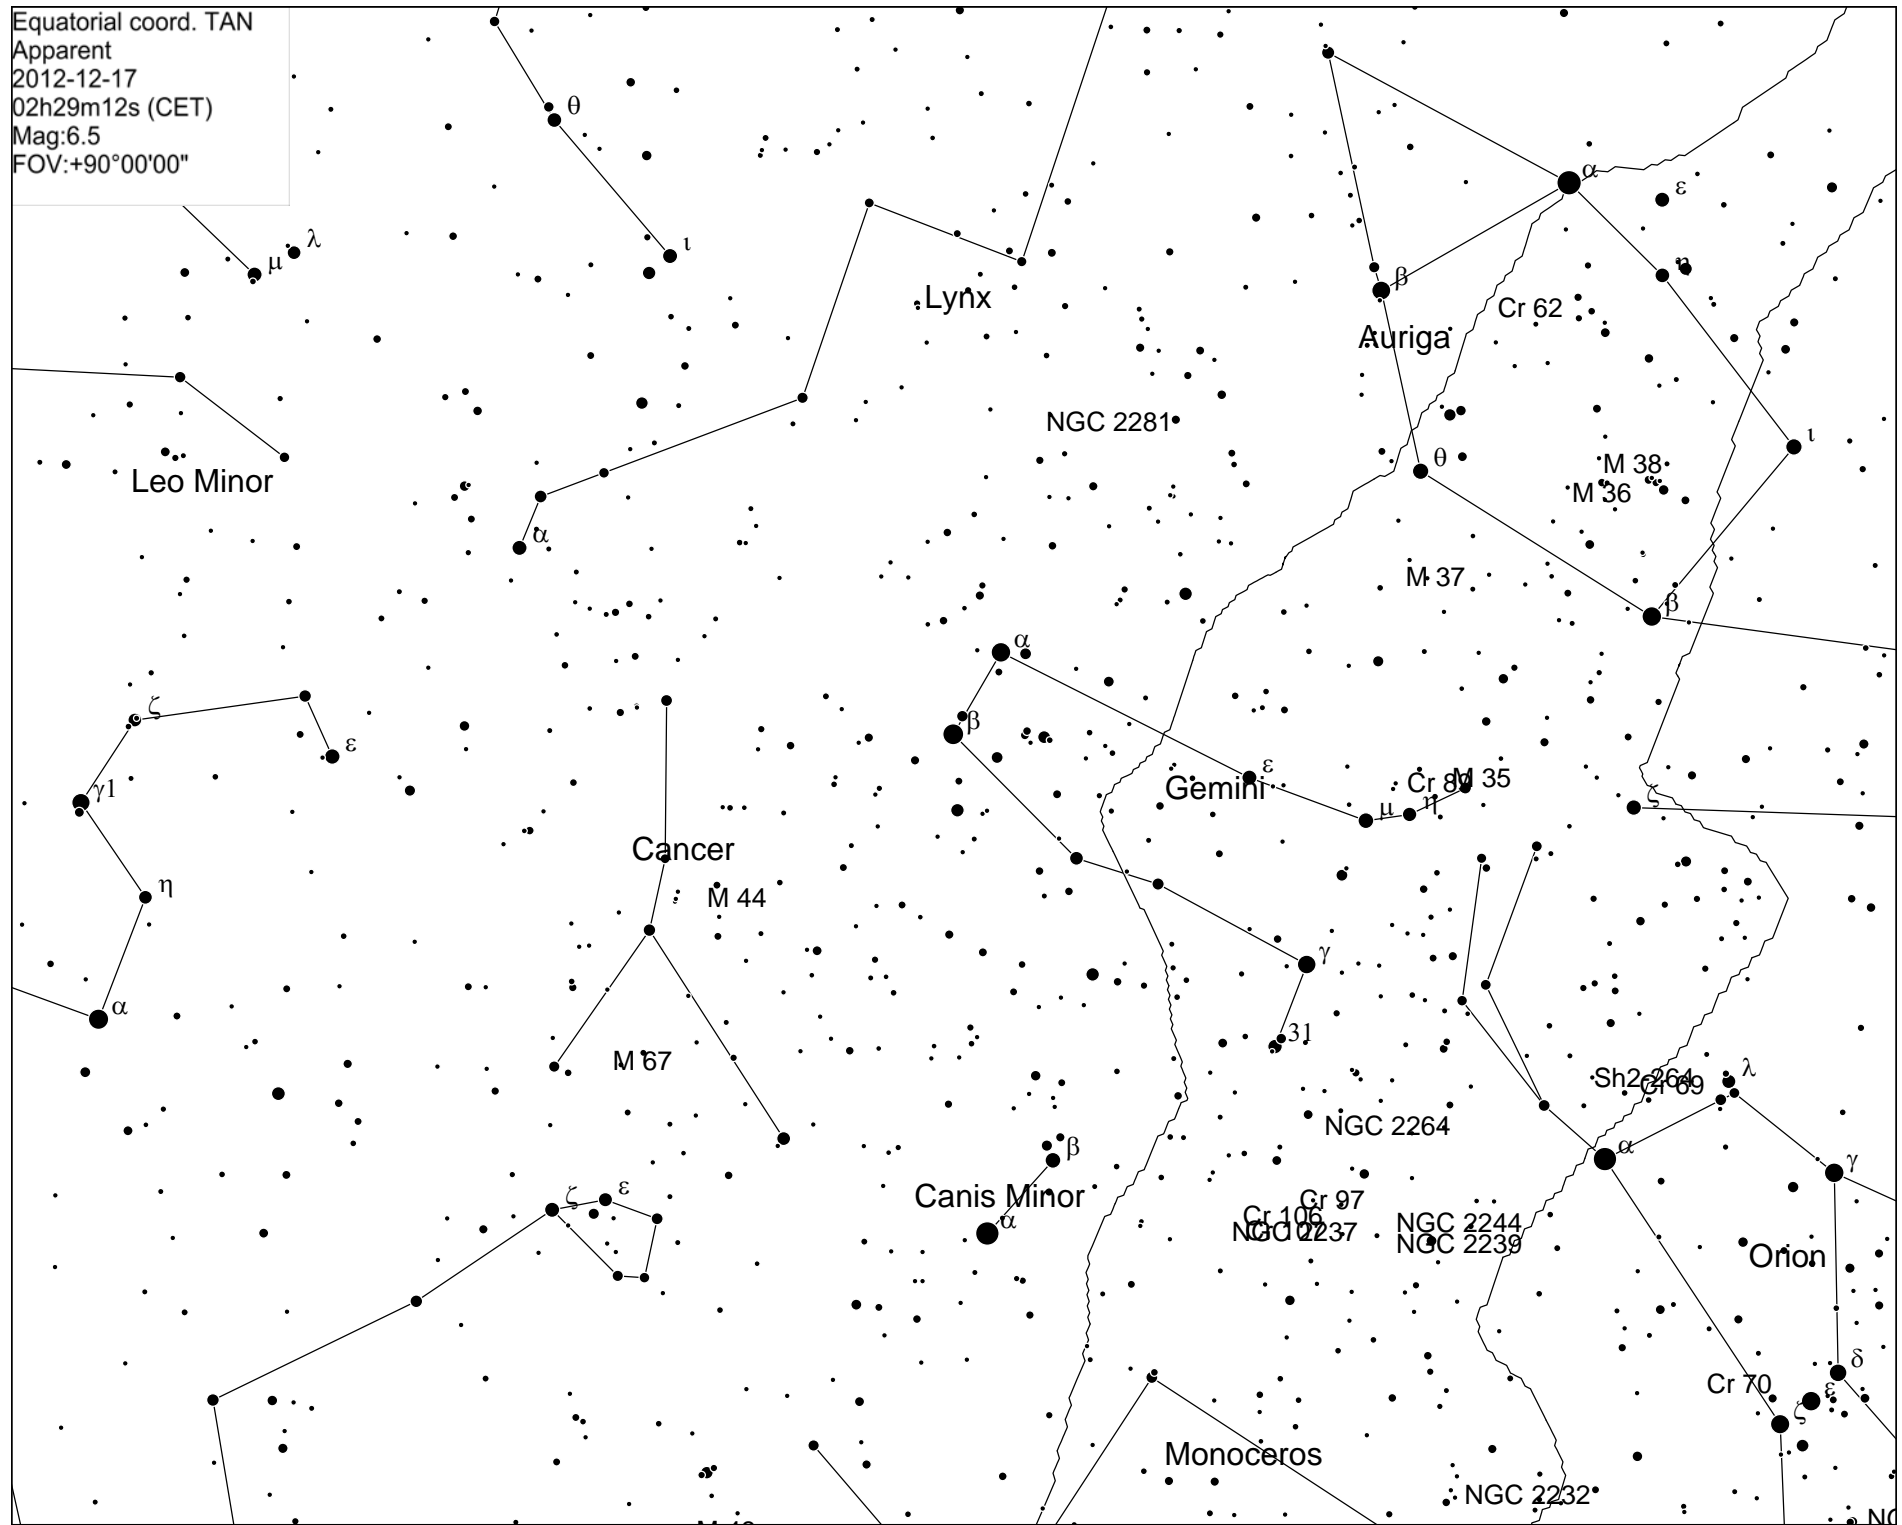 Equatorial coord. TAN
Apparent
2012-12-17
02h29m12s (CET)
Mag:6.5
FOV:+90°00'00"
θ
α
ε
λ
μ
ι
η
β
Lynx
Cr 62
Auriga
NGC 2281
ι
θ
M 38
Leo Minor
M 36
α
M 37
β
α
ζ
β
ε
ε
M 35
Gemini
Cr 89
γ1
μ
η
ζ
Cancer
η
M 44
γ
α
31
M 67
λ
Sh2-264
Cr 69
NGC 2264
β
α
γ
ζ
ε
Canis Minor
Cr 97
Cr 106
α
NGC 2244
NGC 2237
Cr 107
NGC 2239
Orion
δ
Cr 70
ε
ζ
Monoceros
NGC 2232